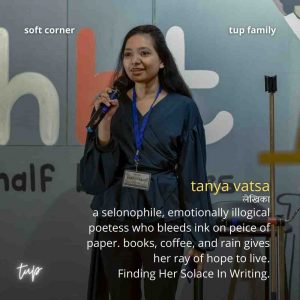 soft corner
tup family
hbt
half
tanya vatsa
लेखिका
a selonophile, emotionally illogical
poetess who bleeds ink on peice of
paper. books, coffee, and rain gives
her ray of hope to live.
Finding Her Solace In Writing.
tup